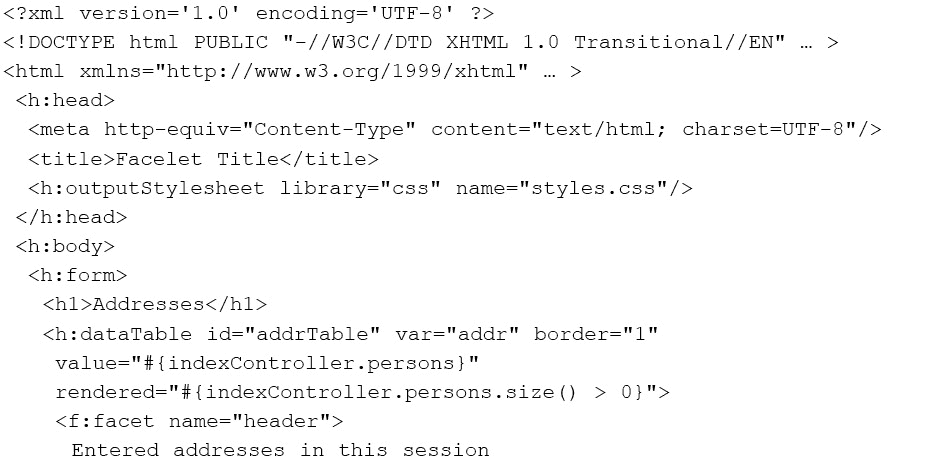 <?xml version='1.0' encoding='UTF-8' ?>
<!DOCTYPE html PUBLIC "-//W3C//DTD XHTML 1.0 Transitional//EN" … >
<html xmlns="http://www.w3.org/1999/xhtml" … >
<h:head>
<meta http-equiv="Content-Type" content="text/html; charset=UTF-8"/>
<title>Facelet Title</title>
<h:outputStylesheet library="css" name="styles.css"/>
</h:head>
<h:body>
<h:form>
<h1>Addresses</h1>
<h:dataTable id="addrTable" var="addr" border="1"
value="#{indexController.persons}"
rendered="#{indexController.persons.size() > 0}">
<f:facet name="header">
Entered addresses in this session